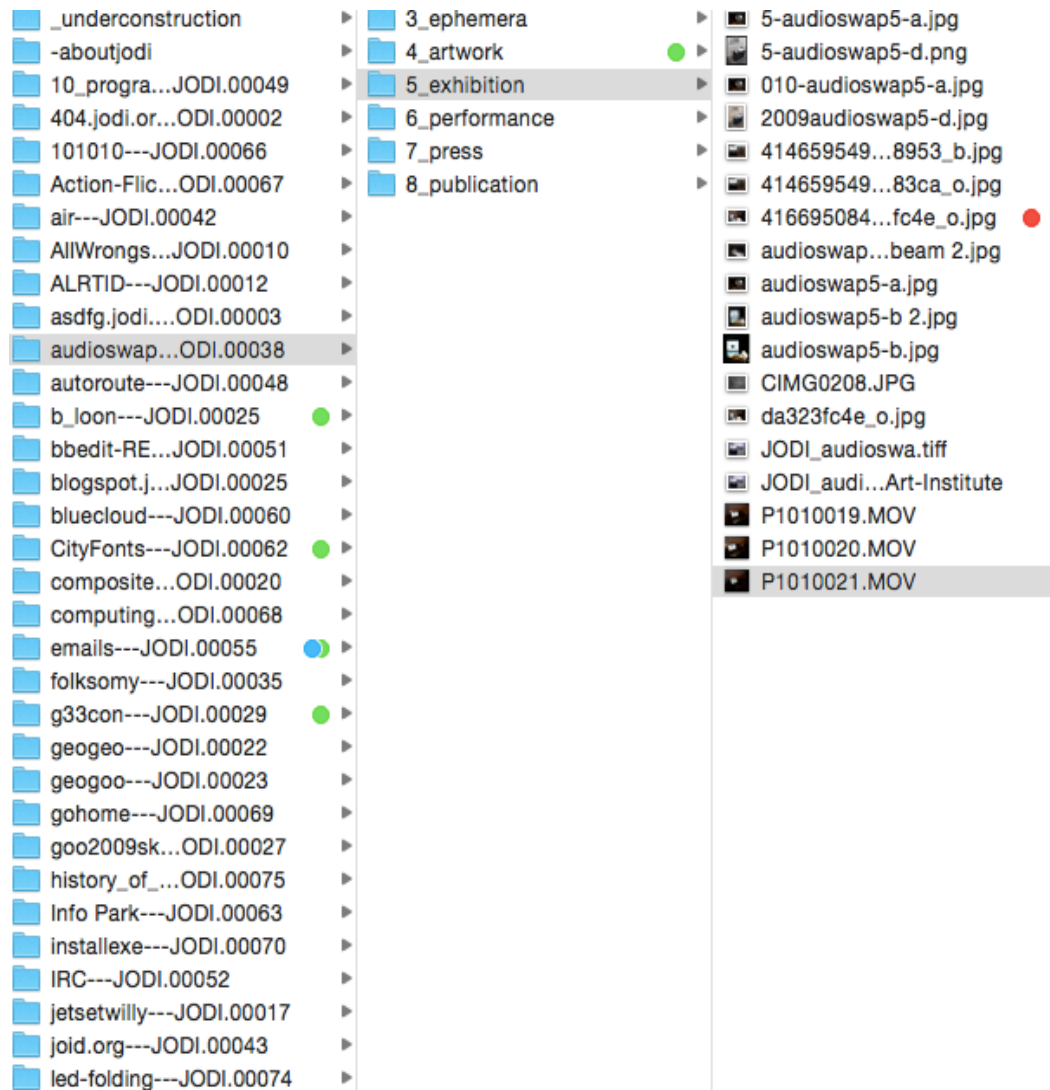 _underconstruction
-aboutjodi
10_progra...JODI.00049
404.jodi.or...ODI.00002
101010---JODI.00066
Action-Flic...ODI.00067
air---JODI.00042
AllWrongs...JODI.00010
ALRTID---JODI.00012
asdfg.jodi....ODI.00003
audioswap...ODI.00038
autoroute---JODI.00048
b_loon---JODI.00025
bbedit-RE...JODI.00051
blogspot.j...JODI.00025
bluecloud---JODI.00060
CityFonts---JODI.00062
composite...ODI.00020
computing...ODI.00068
emails---JODI.00055
folksomy---JODI.00035
g33con---JODI.00029
geogeo---JODI.00022
geogoo---JODI.00023
gohome---JODI.00069
goo2009sk...ODI.00027
history_of_...ODI.00075
Info Park---JODI.00063
installexe---JODI.00070
IRC---JODI.00052
jetsetwilly---JODI.00017
joid.org---JODI.00043
led-folding---JODI.00074
3_ephemera
4_artwork
5_exhibition
6_performance
7_press
8_publication
5-audioswap5-a.jpg
5-audioswap5-d.png
010-audioswap5-a.jpg
2009audioswap5-d.jpg
414659549...8953_b.jpg
414659549...83ca_o.jpg
416695084...fc4e_o.jpg
audioswap...beam 2.jpg
audioswap5-a.jpg
audioswap5-b 2.jpg
audioswap5-b.jpg
CIMG0208.JPG
da323fc4e_o.jpg
JODI_audioswa.tiff
JODI_audi...Art-Institute
P1010019.MOV
P1010020.MOV
P1010021.MOV